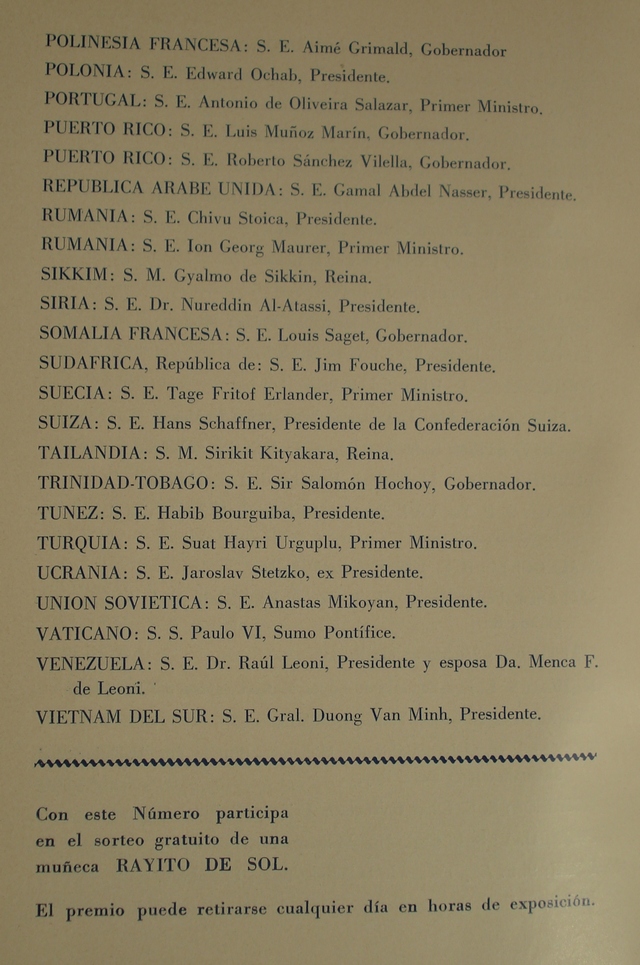 POLINESIA FRANCESA: S. E. Aimé Grimald, Gobernador
POLONIA: S. E. Edward Ochab, Presidente.
PORTUGAL: S. E. Antonio de Oliveira Salazar, Primer Ministro.
PUERTO RICO: S. E. Luis Muñoz Marín, Gobernador.
PUERTO RICO: S. E. Roberto Sánchez Vilella, Gobernador.
REPUBLICA ARABE UNIDA: S. E. Gamal Abdel Nasser, Presidente.
RUMANIA: S. E. Chivu Stoica, Presidente.
RUMANIA: S. E. Ion Georg Maurer, Primer Ministro.
SIKKIM: S. M. Gyalmo de Sikkin, Reina.
SIRIA: S. E. Dr. Nureddin Al-Atassi, Presidente.
SOMALIA FRANCESA: S. E. Louis Saget, Gobernador.
SUDAFRICA, República de: S. E. Jim Fouche, Presidente.
SUECIA: S. E. Tage Fritof Erlander, Primer Ministro.
SUIZA: S. E. Hans Schaffner, Presidente de la Confederación Suiza.
TAILANDIA: S. M. Sirikit Kityakara, Reina.
TRINIDAD-TOBAGO: S. E. Sir Salomón Hochoy, Gobernador.
TUNEZ: S. E. Habib Bourguiba, Presidente.
TURQUIA: S. E. Suat Hayri Urguplu, Primer Ministro.
UCRANIA: S. E. Jaroslav Stetzko, ex Presidente.
UNION SOVIETICA: S. E. Anastas Mikoyan, Presidente.
VATICANO: S. S. Paulo VI, Sumo Pontífice.
VENEZUELA: S. E. Dr. Raúl Leoni, Presidente y esposa Da. Menca F.
de Leoni.
VIETNAM DEL SUR: S. E. Gral. Duong Van Minh, Presidente.
Con este Número participa
en el sorteo gratuito de una
muñeca RAYITO DE SOL.
El premio puede retirarse cualquier día en horas de exposición.